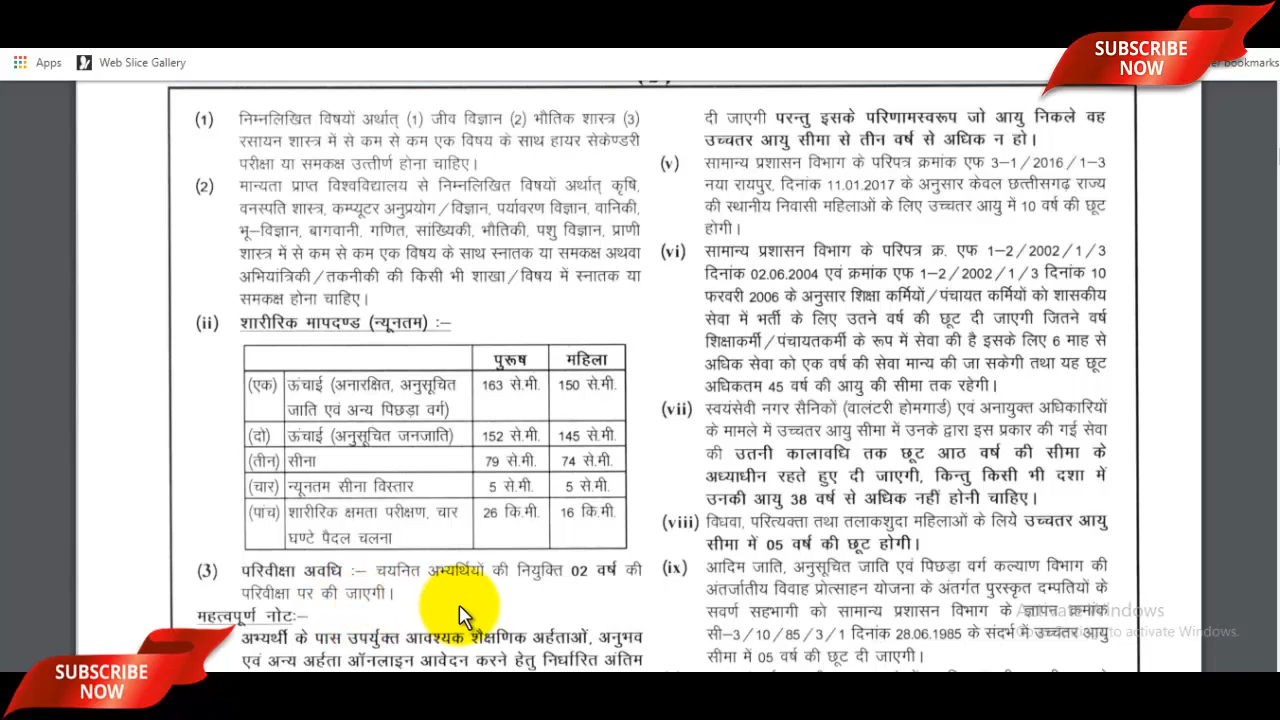 SUBSCRIBE
NOW
Apps
Web Slice Gallery
bookmarks
(1) निम्नलिखित विषयों अर्थात् (1) जीव विज्ञान (2) भौतिक शास्त्र (3)
रसायन शास्त्र में से कम से कम एक विषय के साथ हायर सेकेण्डरी
परीक्षा या समकक्ष उत्तीर्ण होना चाहिए।
(2) मान्यता प्राप्त विश्वविद्यालय से निम्नलिखित विषयों अर्थात् कृषि,
वनस्पति शास्त्र, कम्प्यूटर अनुप्रयोग/विज्ञान, पर्यावरण विज्ञान, वानिकी,
भू–विज्ञान, बागवानी, गणित, सांख्यिकी, भौतिकी, पशु विज्ञान, प्राणी
शास्त्र में से कम से कम एक विषय के साथ स्नातक या समकक्ष अथवा
अभियांत्रिकी/तकनीकी की किसी भी शाखा/विषय में स्नातक या
समकक्ष होना चाहिए।
(ii) शारीरिक मापदण्ड (न्यूनतम) :–
पुरूष महिला
(एक) ऊंचाई (अनारक्षित, अनुसूचित 163 से.मी. 150 से.मी.
जाति एवं अन्य पिछड़ा वर्ग)
(दो) ऊंचाई (अनुसूचित जनजाति) 152 से.मी. 145 से.मी.
(तीन) सीना 79 से.मी. 74 से.मी.
(चार) न्यूनतम सीना विस्तार 5 से.मी. 5 से.मी.
(पांच) शारीरिक क्षमता परीक्षण, चार 26 कि.मी. 16 कि.मी.
घण्टे पैदल चलना
(3) परिवीक्षा अवधि :– चयनित अभ्यर्थियों की नियुक्ति 02 वर्ष की
परिवीक्षा पर की जाएगी।
महत्वपूर्ण नोटः–
अभ्यर्थी के पास उपर्युक्त आवश्यक शैक्षणिक अर्हताओं, अनुभव
एवं अन्य अर्हता ऑनलाइन आवेदन करने हेतु निर्धारित अंतिम
दी जाएगी परन्तु इसके परिणामस्वरूप जो आयु निकले वह
उच्चतर आयु सीमा से तीन वर्ष से अधिक न हो।
(v) सामान्य प्रशासन विभाग के परिपत्र क्रमांक एफ 3–1/2016/1–3
नया रायपुर, दिनांक 11.01.2017 के अनुसार केवल छत्तीसगढ़ राज्य
की स्थानीय निवासी महिलाओं के लिए उच्चतर आयु में 10 वर्ष की छूट
होगी।
(vi) सामान्य प्रशासन विभाग के परिपत्र क्र. एफ 1–2/2002/1/3
दिनांक 02.06.2004 एवं क्रमांक एफ 1–2/2002/1/3 दिनांक 10
फरवरी 2006 के अनुसार शिक्षा कर्मियों/पंचायत कर्मियों को शासकीय
सेवा में भर्ती के लिए उतने वर्ष की छूट दी जाएगी जितने वर्ष
शिक्षाकर्मी/पंचायतकर्मी के रूप में सेवा की है इसके लिए 6 माह से
अधिक सेवा को एक वर्ष की सेवा मान्य की जा सकेगी तथा यह छूट
अधिकतम 45 वर्ष की आयु की सीमा तक रहेगी।
(vii) स्वयंसेवी नगर सैनिकों (वालंटरी होमगार्ड) एवं अनायुक्त अधिकारियों
के मामले में उच्चतर आयु सीमा में उनके द्वारा इस प्रकार की गई सेवा
की उतनी कालावधि तक छूट आठ वर्ष की सीमा के
अध्याधीन रहते हुए दी जाएगी, किन्तु किसी भी दशा में
उनकी आयु 38 वर्ष से अधिक नहीं होनी चाहिए।
(viii) विधवा, परित्यक्ता तथा तलाकशुदा महिलाओं के लिये उच्चतर आयु
सीमा में 05 वर्ष की छूट होगी।
(ix) आदिम जाति, अनुसूचित जाति एवं पिछड़ा वर्ग कल्याण विभाग की
अंतर्जातीय विवाह प्रोत्साहन योजना के अंतर्गत पुरस्कृत दम्पतियों के
सवर्ण सहभागी को सामान्य प्रशासन विभाग के ज्ञापन क्रमांक
सी–3/10/85/3/1 दिनांक 28.06.1985 के संदर्भ में उच्चतर आयु
सीमा में 05 वर्ष की छूट दी जाएगी।
Activate Windows
Go to Settings to activate Windows.
SUBSCRIBE
NOW